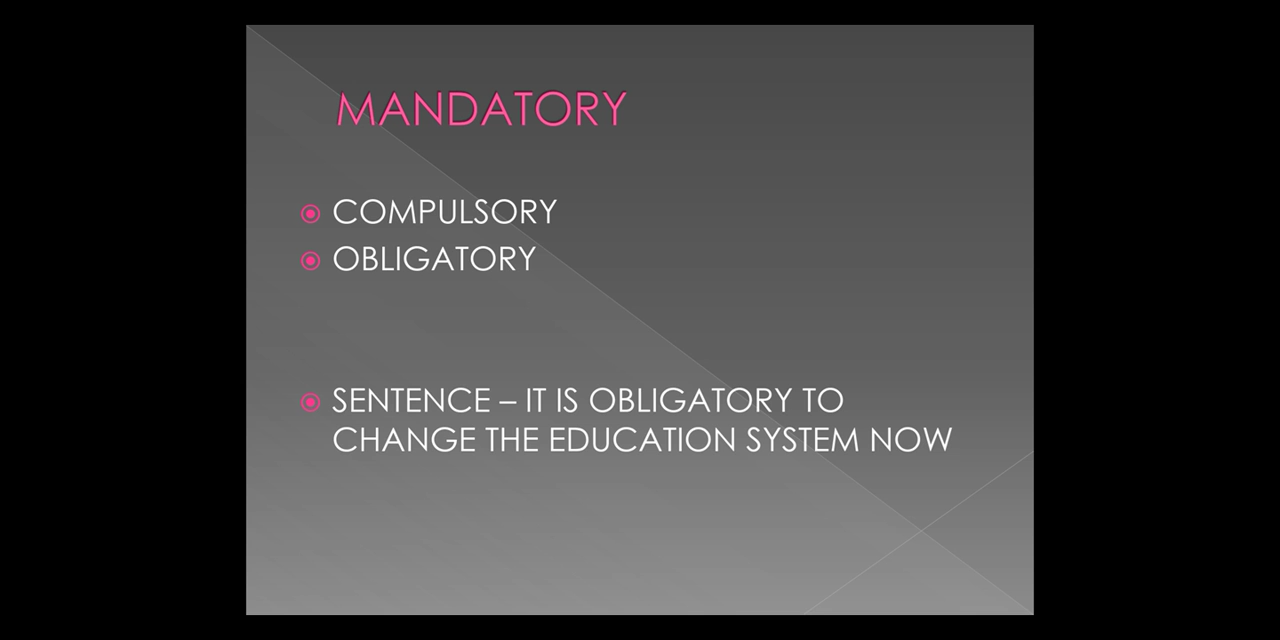 MANDATORY
COMPULSORY
OBLIGATORY
SENTENCE – IT IS OBLIGATORY TO
CHANGE THE EDUCATION SYSTEM NOW